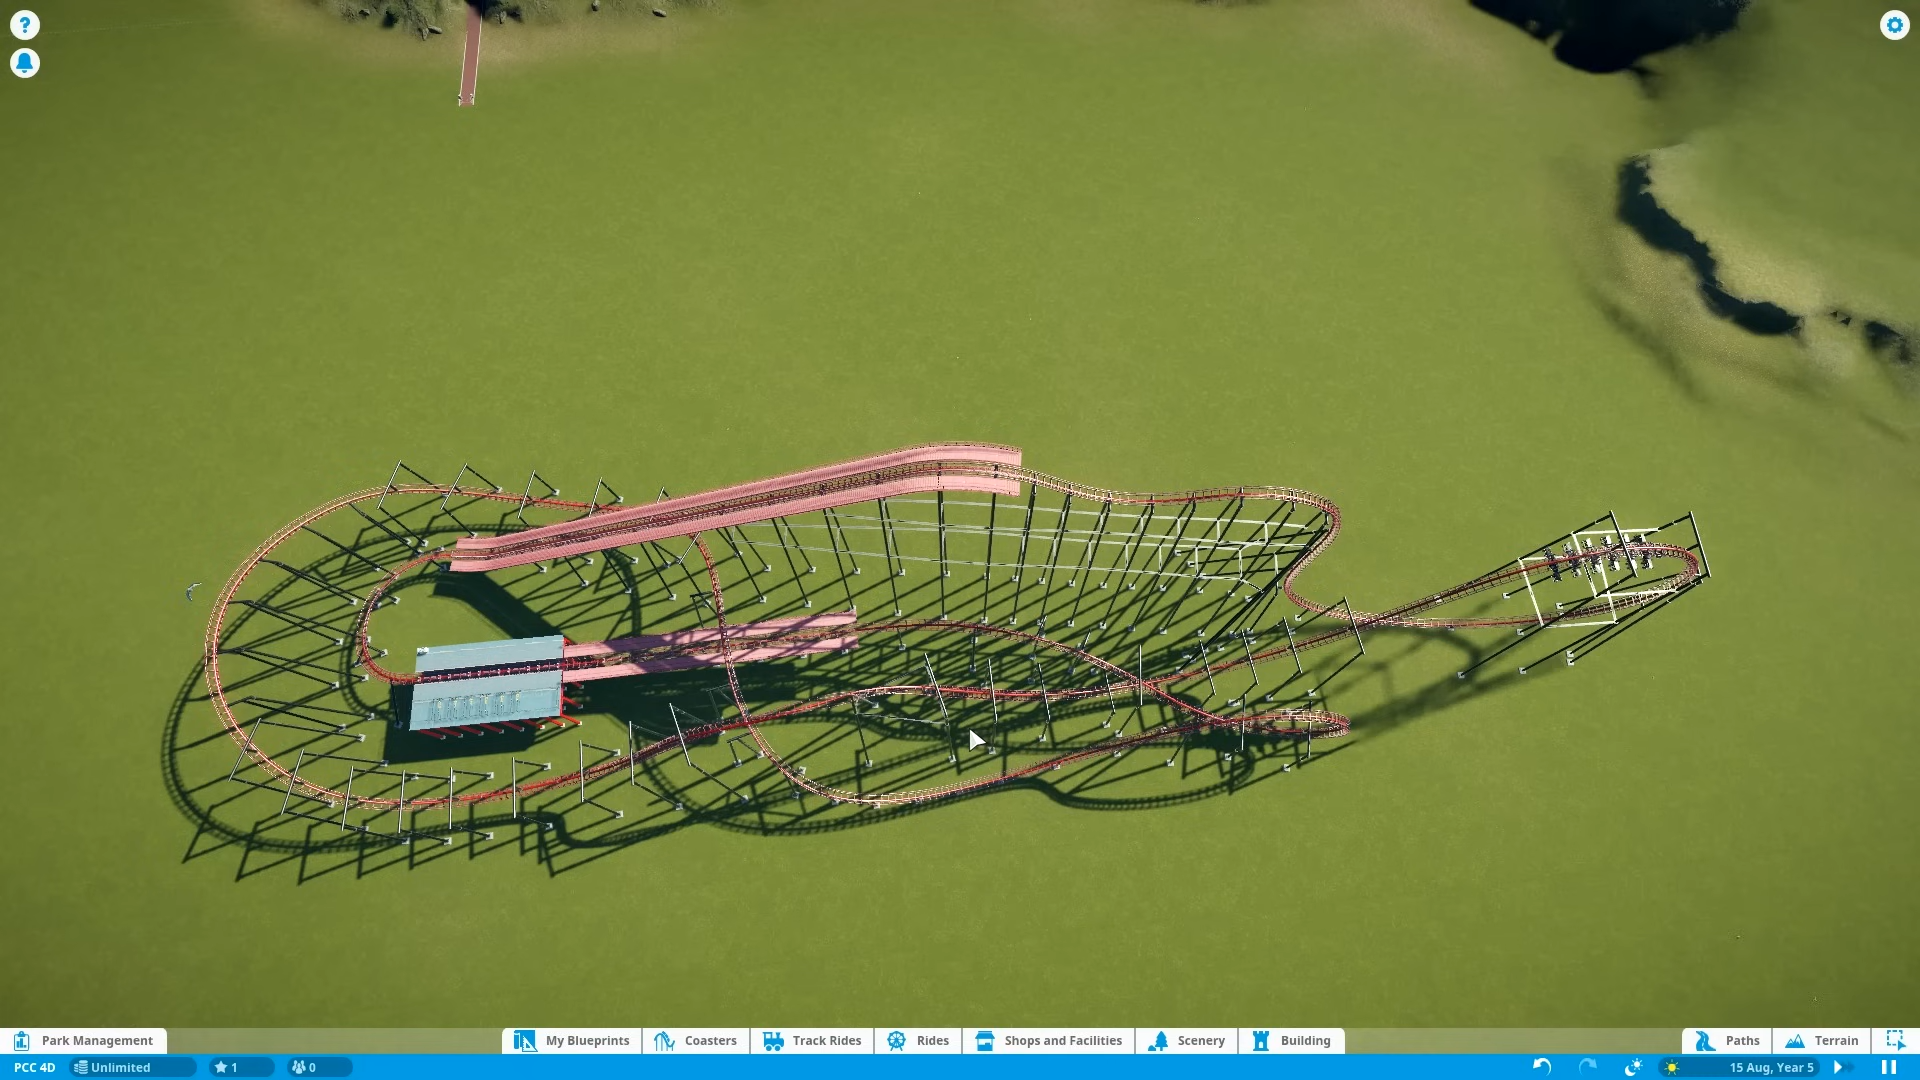 ?
Park Management
My Blueprints
Coasters
Track Rides
Rides
Shops and Facilities
Scenery
Building
Paths
Terrain
PCC 4D
Unlimited
1
0
15 Aug, Year 5